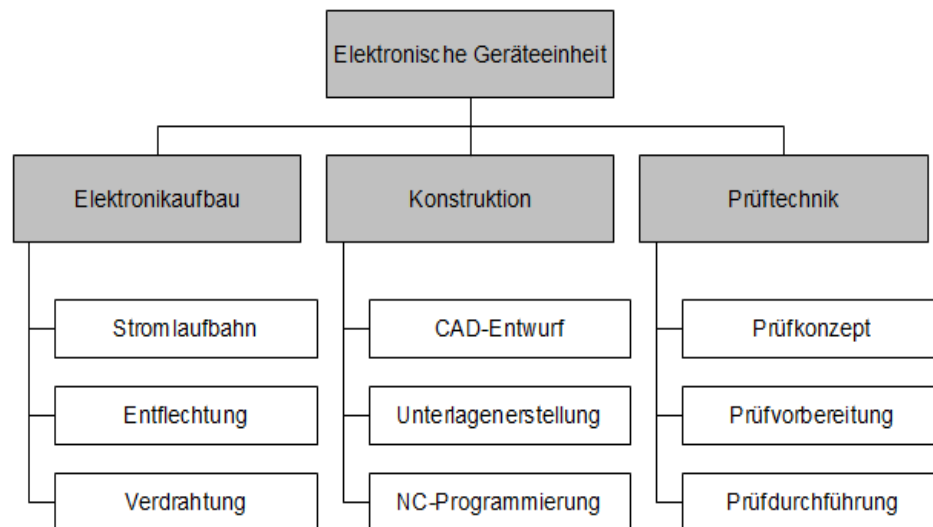 Elektronische Geräteeinheit
Elektronikaufbau
Konstruktion
Prüftechnik
Stromlaufbahn
CAD-Entwurf
Prüfkonzept
Entflechtung
Unterlagenerstellung
Prüfvorbereitung
Verdrahtung
NC-Programmierung
Prüfdurchführung